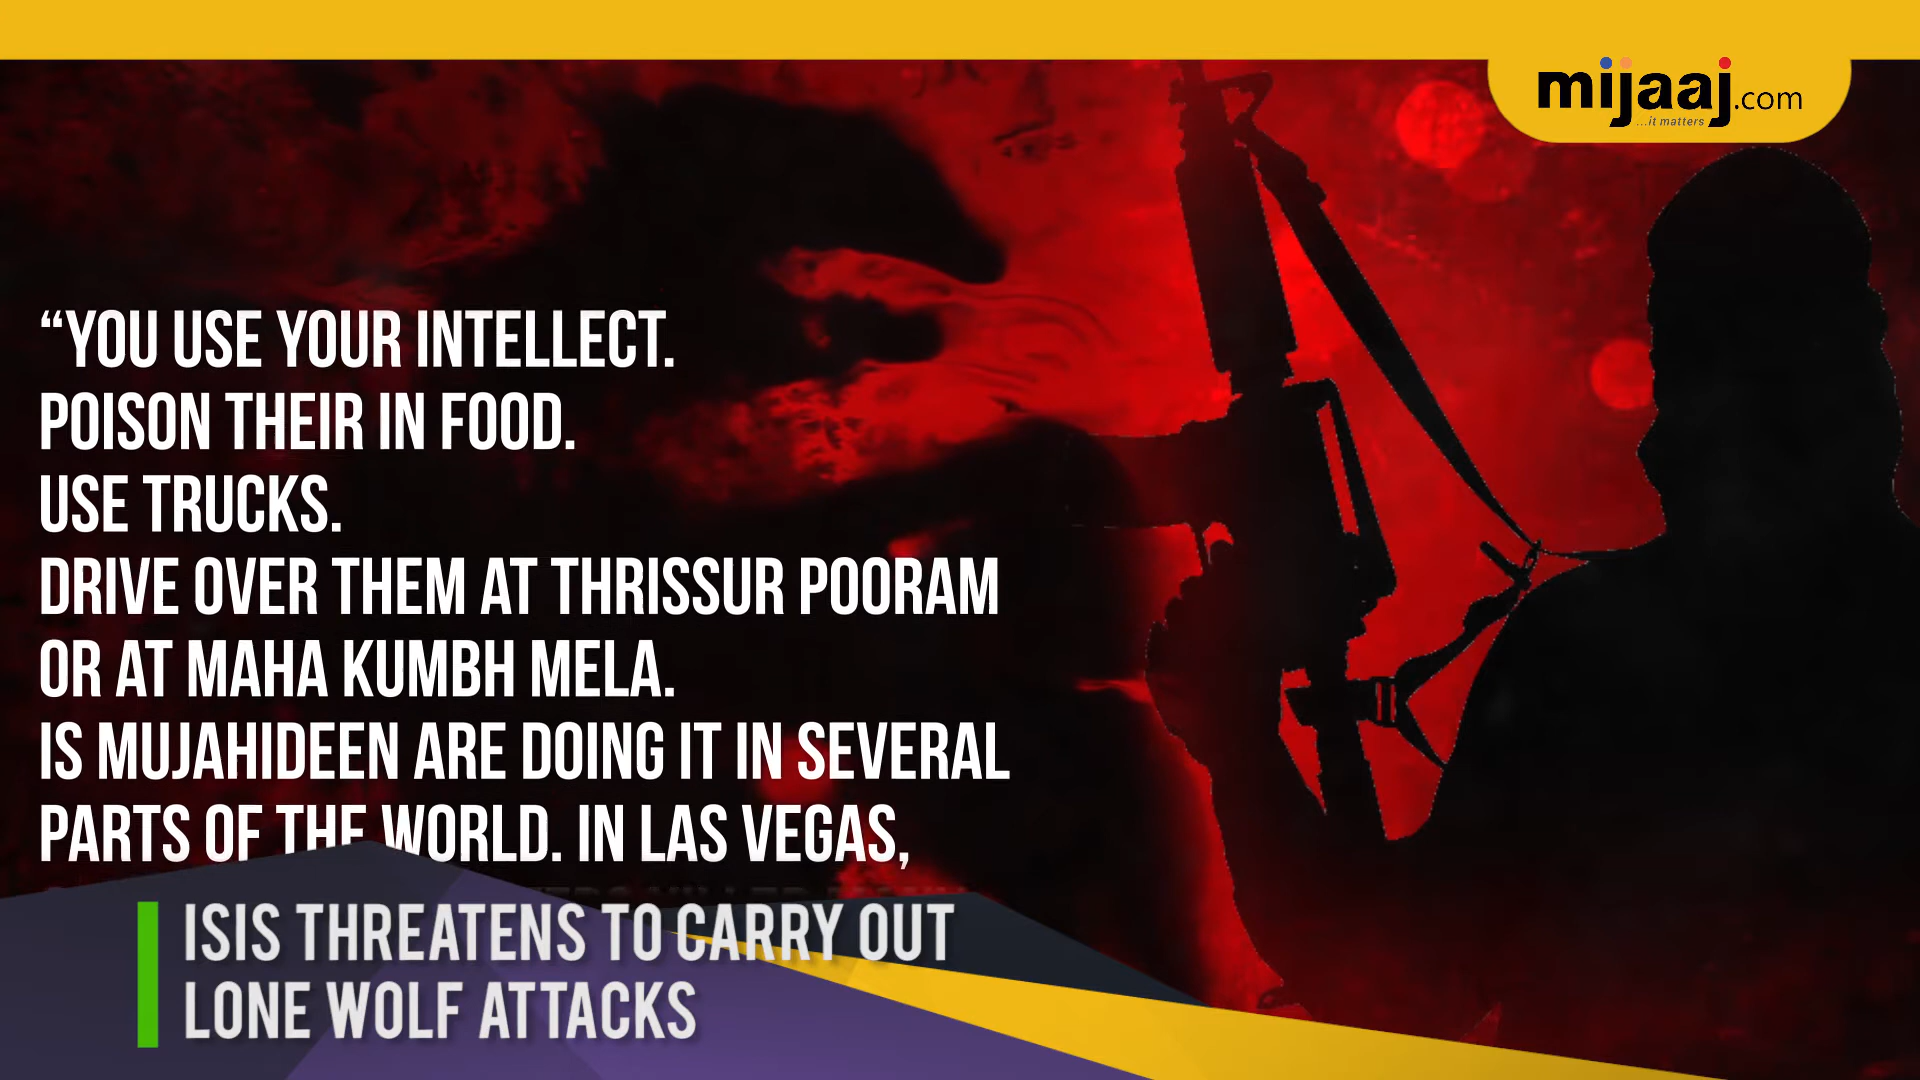 mijaaj.com
...it matters
“YOU USE YOUR INTELLECT.
POISON THEIR IN FOOD.
USE TRUCKS.
DRIVE OVER THEM AT THRISSUR POORAM
OR AT MAHA KUMBH MELA.
IS MUJAHIDEEN ARE DOING IT IN SEVERAL
PARTS OF THE WORLD. IN LAS VEGAS,
ISIS THREATENS TO CARRY OUT
LONE WOLF ATTACKS